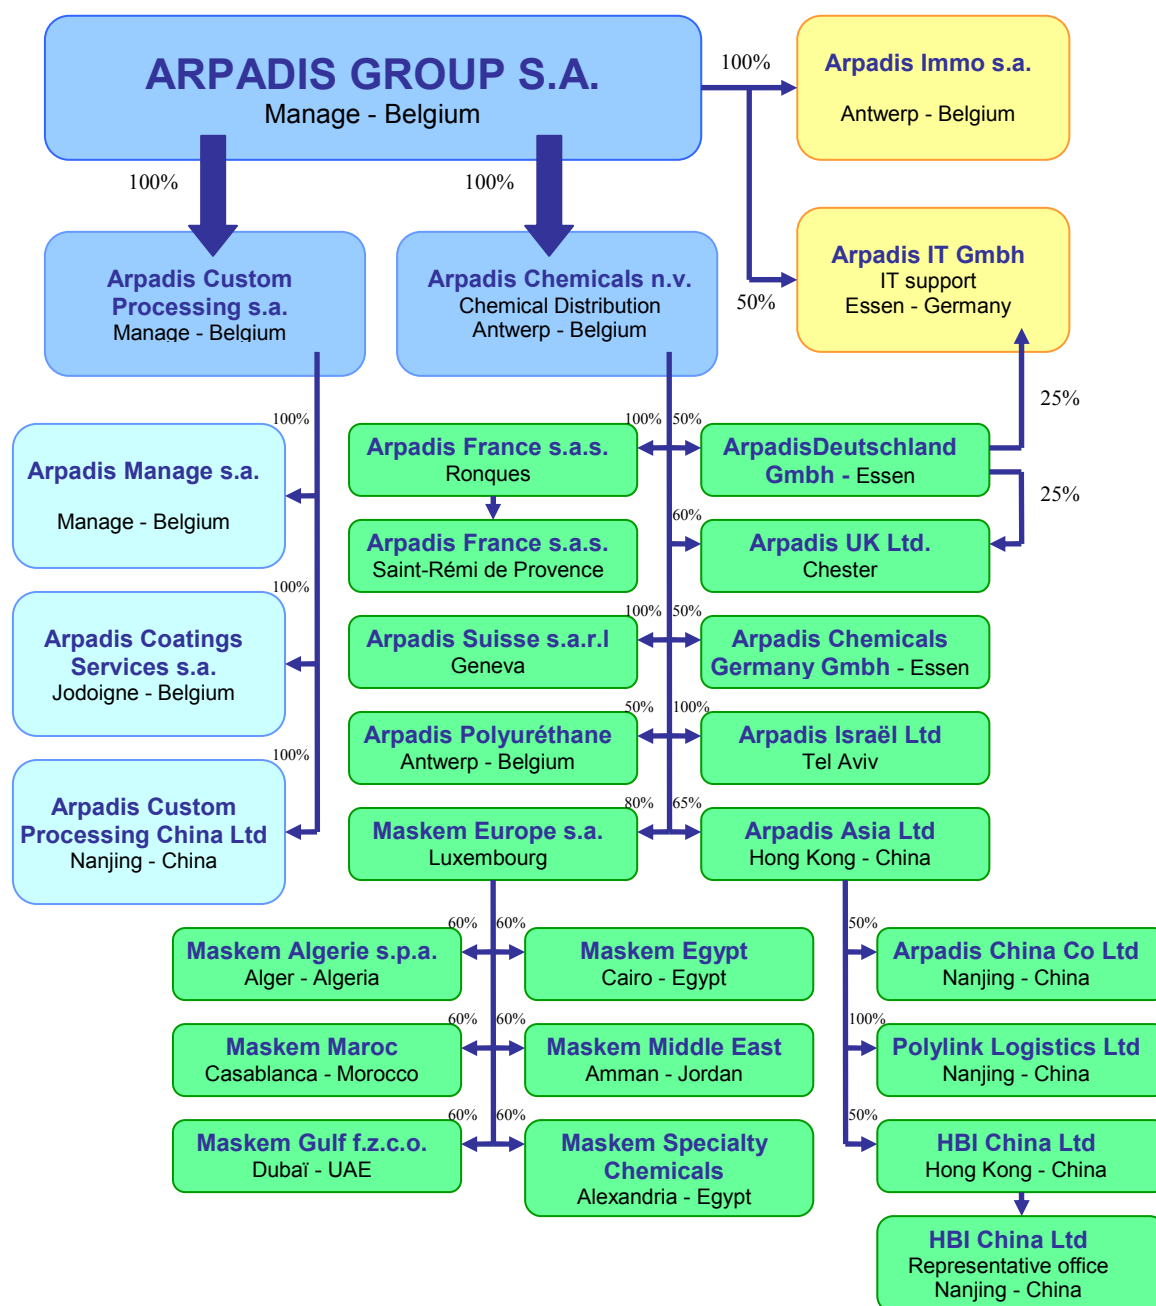 ARPADIS GROUP S.A.
Manage - Belgium
100%
Arpadis Immo s.a.
Antwerp - Belgium
100%
100%
Arpadis Custom
Processing s.a.
Manage - Belgium
Arpadis Chemicals n.v.
Chemical Distribution
Antwerp - Belgium
50%
Arpadis IT Gmbh
IT support
Essen - Germany
25%
100%
Arpadis Manage s.a.
Manage - Belgium
100%
Arpadis France s.a.s.
Ronques
50%
ArpadisDeutschland
Gmbh - Essen
25%
Arpadis France s.a.s.
Saint-Rémi de Provence
60%
Arpadis UK Ltd.
Chester
100%
Arpadis Coatings
Services s.a.
Jodoigne - Belgium
100%
Arpadis Suisse s.a.r.l
Geneva
50%
Arpadis Chemicals
Germany Gmbh - Essen
50%
Arpadis Polyuréthane
Antwerp - Belgium
100%
Arpadis Israël Ltd
Tel Aviv
100%
Arpadis Custom
Processing China Ltd
Nanjing - China
80%
Maskem Europe s.a.
Luxembourg
65%
Arpadis Asia Ltd
Hong Kong - China
60%
Maskem Algerie s.p.a.
Alger - Algeria
60%
Maskem Egypt
Cairo - Egypt
50%
Arpadis China Co Ltd
Nanjing - China
60%
Maskem Maroc
Casablanca - Morocco
60%
Maskem Middle East
Amman - Jordan
100%
Polylink Logistics Ltd
Nanjing - China
60%
Maskem Gulf f.z.c.o.
Dubaï - UAE
60%
Maskem Specialty
Chemicals
Alexandria - Egypt
50%
HBI China Ltd
Hong Kong - China
HBI China Ltd
Representative office
Nanjing - China